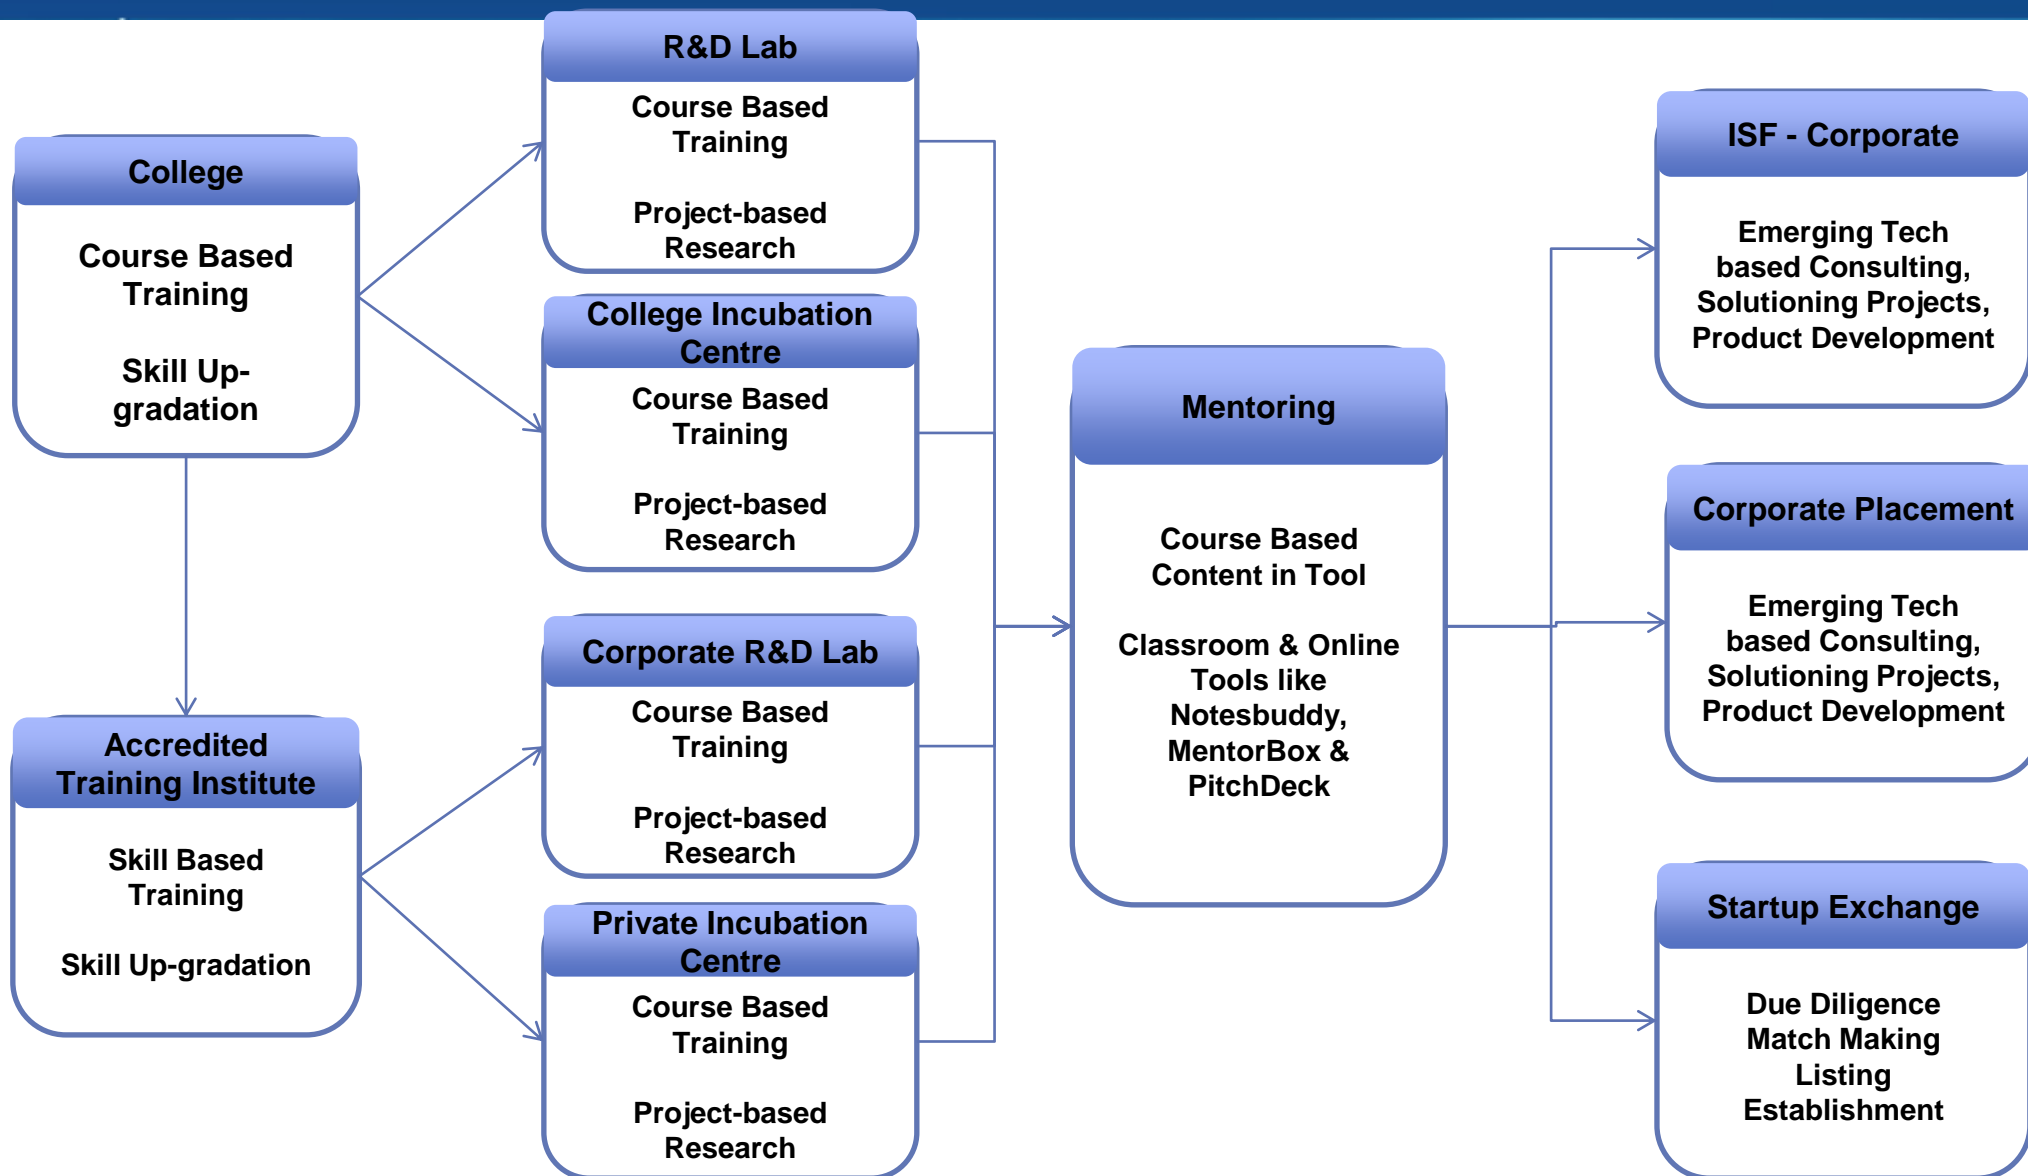 College
Course Based
Training
Skill Up-
gradation
Accredited
Training Institute
Skill Based
Training
Skill Up-gradation
R&D Lab
Course Based
Training
Project-based
Research
College Incubation
Centre
Course Based
Training
Project-based
Research
Corporate R&D Lab
Course Based
Training
Project-based
Research
Private Incubation
Centre
Course Based
Training
Project-based
Research
Mentoring
Course Based
Content in Tool
Classroom & Online
Tools like
Notesbuddy,
MentorBox &
PitchDeck
ISF - Corporate
Emerging Tech
based Consulting,
Solutioning Projects,
Product Development
Corporate Placement
Emerging Tech
based Consulting,
Solutioning Projects,
Product Development
Startup Exchange
Due Diligence
Match Making
Listing
Establishment